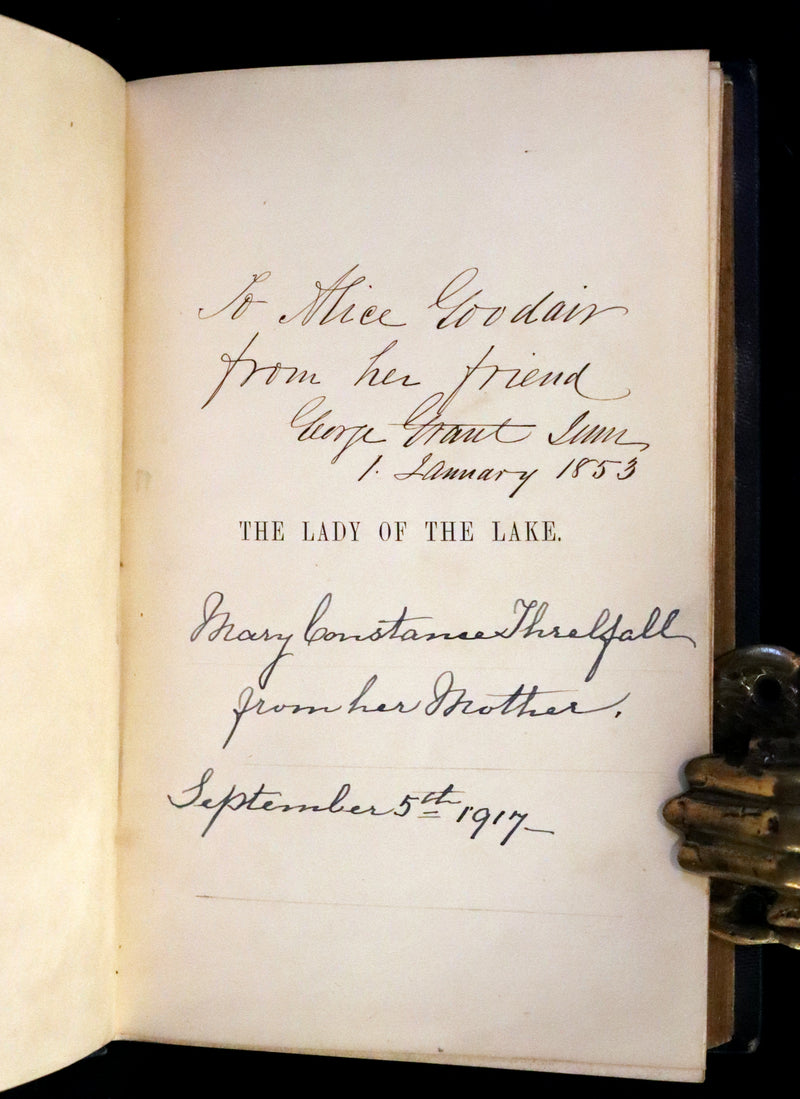 To Alice Goodair
from her friend
George Grant Junr
1. January 1853
THE LADY OF THE LAKE.
Mary Constance Threlfall
from her Mother.
September 5th 1917